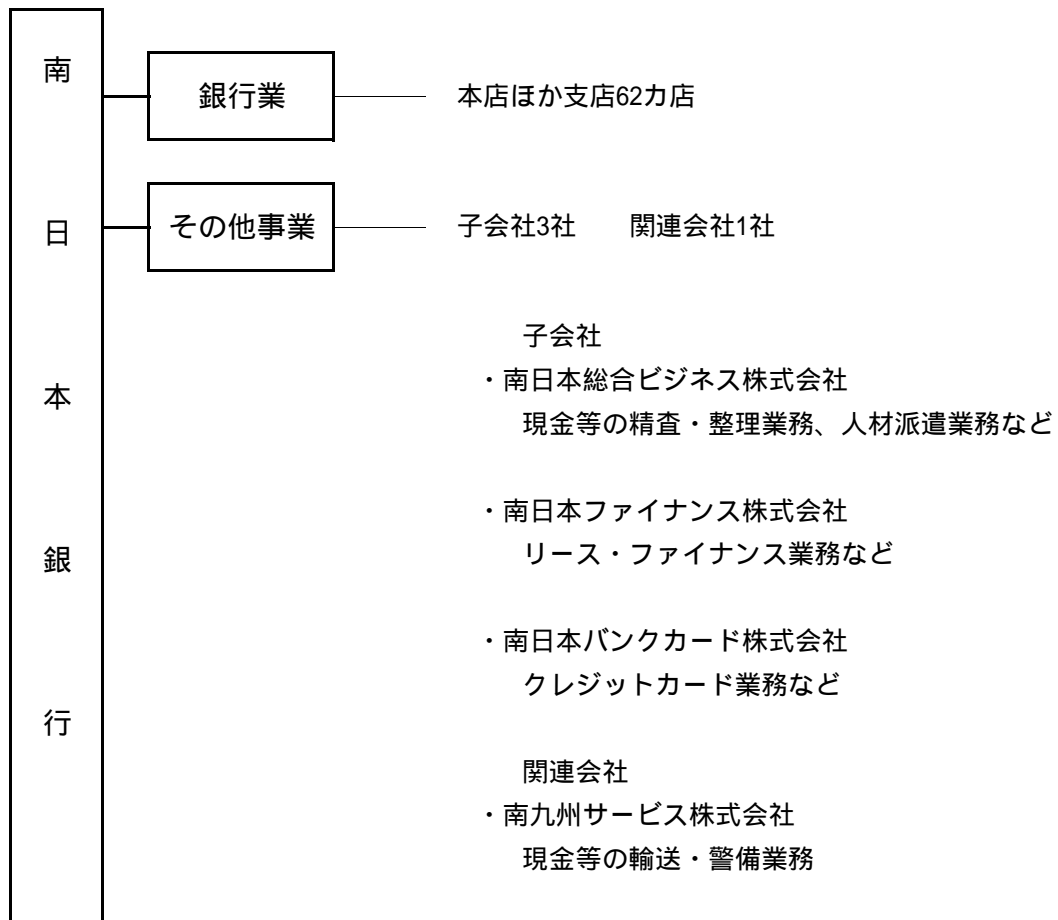 南日本銀行
銀行業
本店ほか支店62カ店
その他事業
子会社3社 関連会社1社
子会社
・南日本総合ビジネス株式会社
現金等の精査・整理業務、人材派遣業務など
・南日本ファイナンス株式会社
リース・ファイナンス業務など
・南日本バンクカード株式会社
クレジットカード業務など
関連会社
・南九州サービス株式会社
現金等の輸送・警備業務